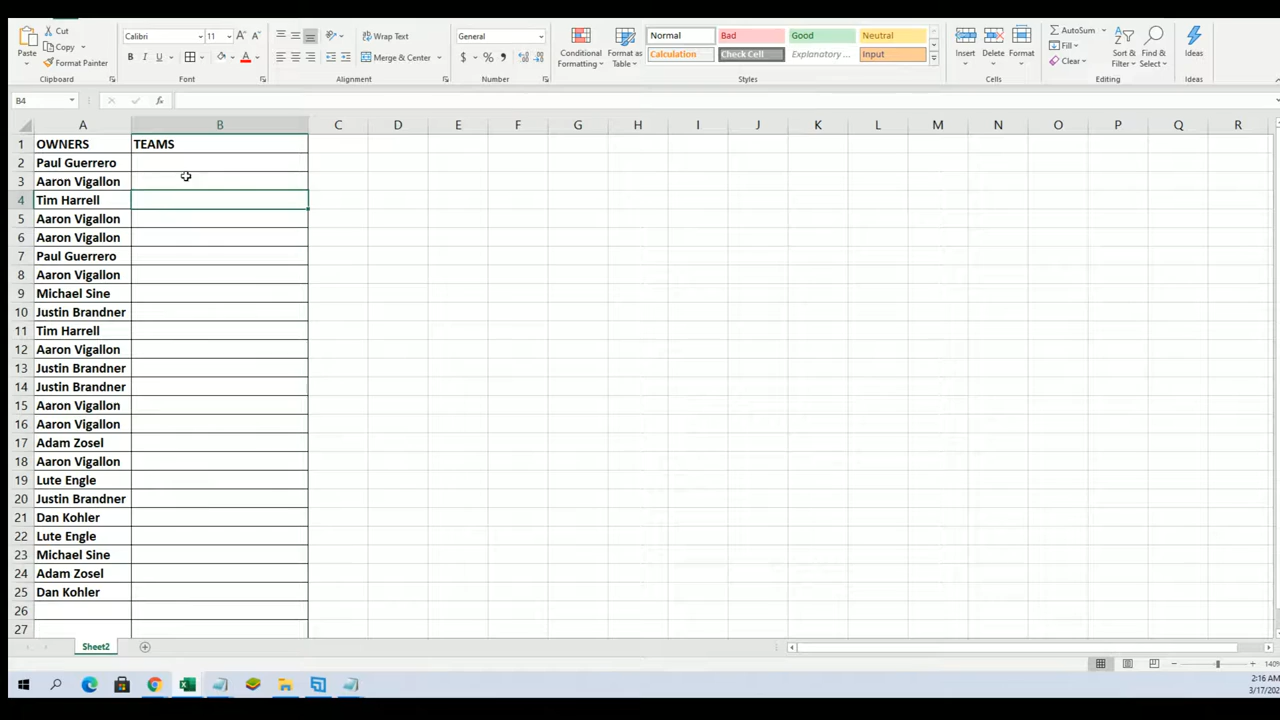 Paste
Cut
Copy
Format Painter
Clipboard
Calibri 11 A A
B I U A
Font
Wrap Text
Merge & Center
Alignment
General
$ % ,
Number
Conditional Formatting
Format as Table
Normal Bad Good Neutral
Calculation Check Cell Explanatory ... Input
Styles
Insert Delete Format
Cells
AutoSum
Fill
Clear
Sort & Filter
Find & Select
Editing
Ideas
Ideas
B4 fx
A B C D E F G H I J K L M N O P Q R
1 OWNERS TEAMS
2 Paul Guerrero
3 Aaron Vigallon
4 Tim Harrell
5 Aaron Vigallon
6 Aaron Vigallon
7 Paul Guerrero
8 Aaron Vigallon
9 Michael Sine
10 Justin Brandner
11 Tim Harrell
12 Aaron Vigallon
13 Justin Brandner
14 Justin Brandner
15 Aaron Vigallon
16 Aaron Vigallon
17 Adam Zosel
18 Aaron Vigallon
19 Lute Engle
20 Justin Brandner
21 Dan Kohler
22 Lute Engle
23 Michael Sine
24 Adam Zosel
25 Dan Kohler
26
27
Sheet2
140%
2:16 AM
3/17/202